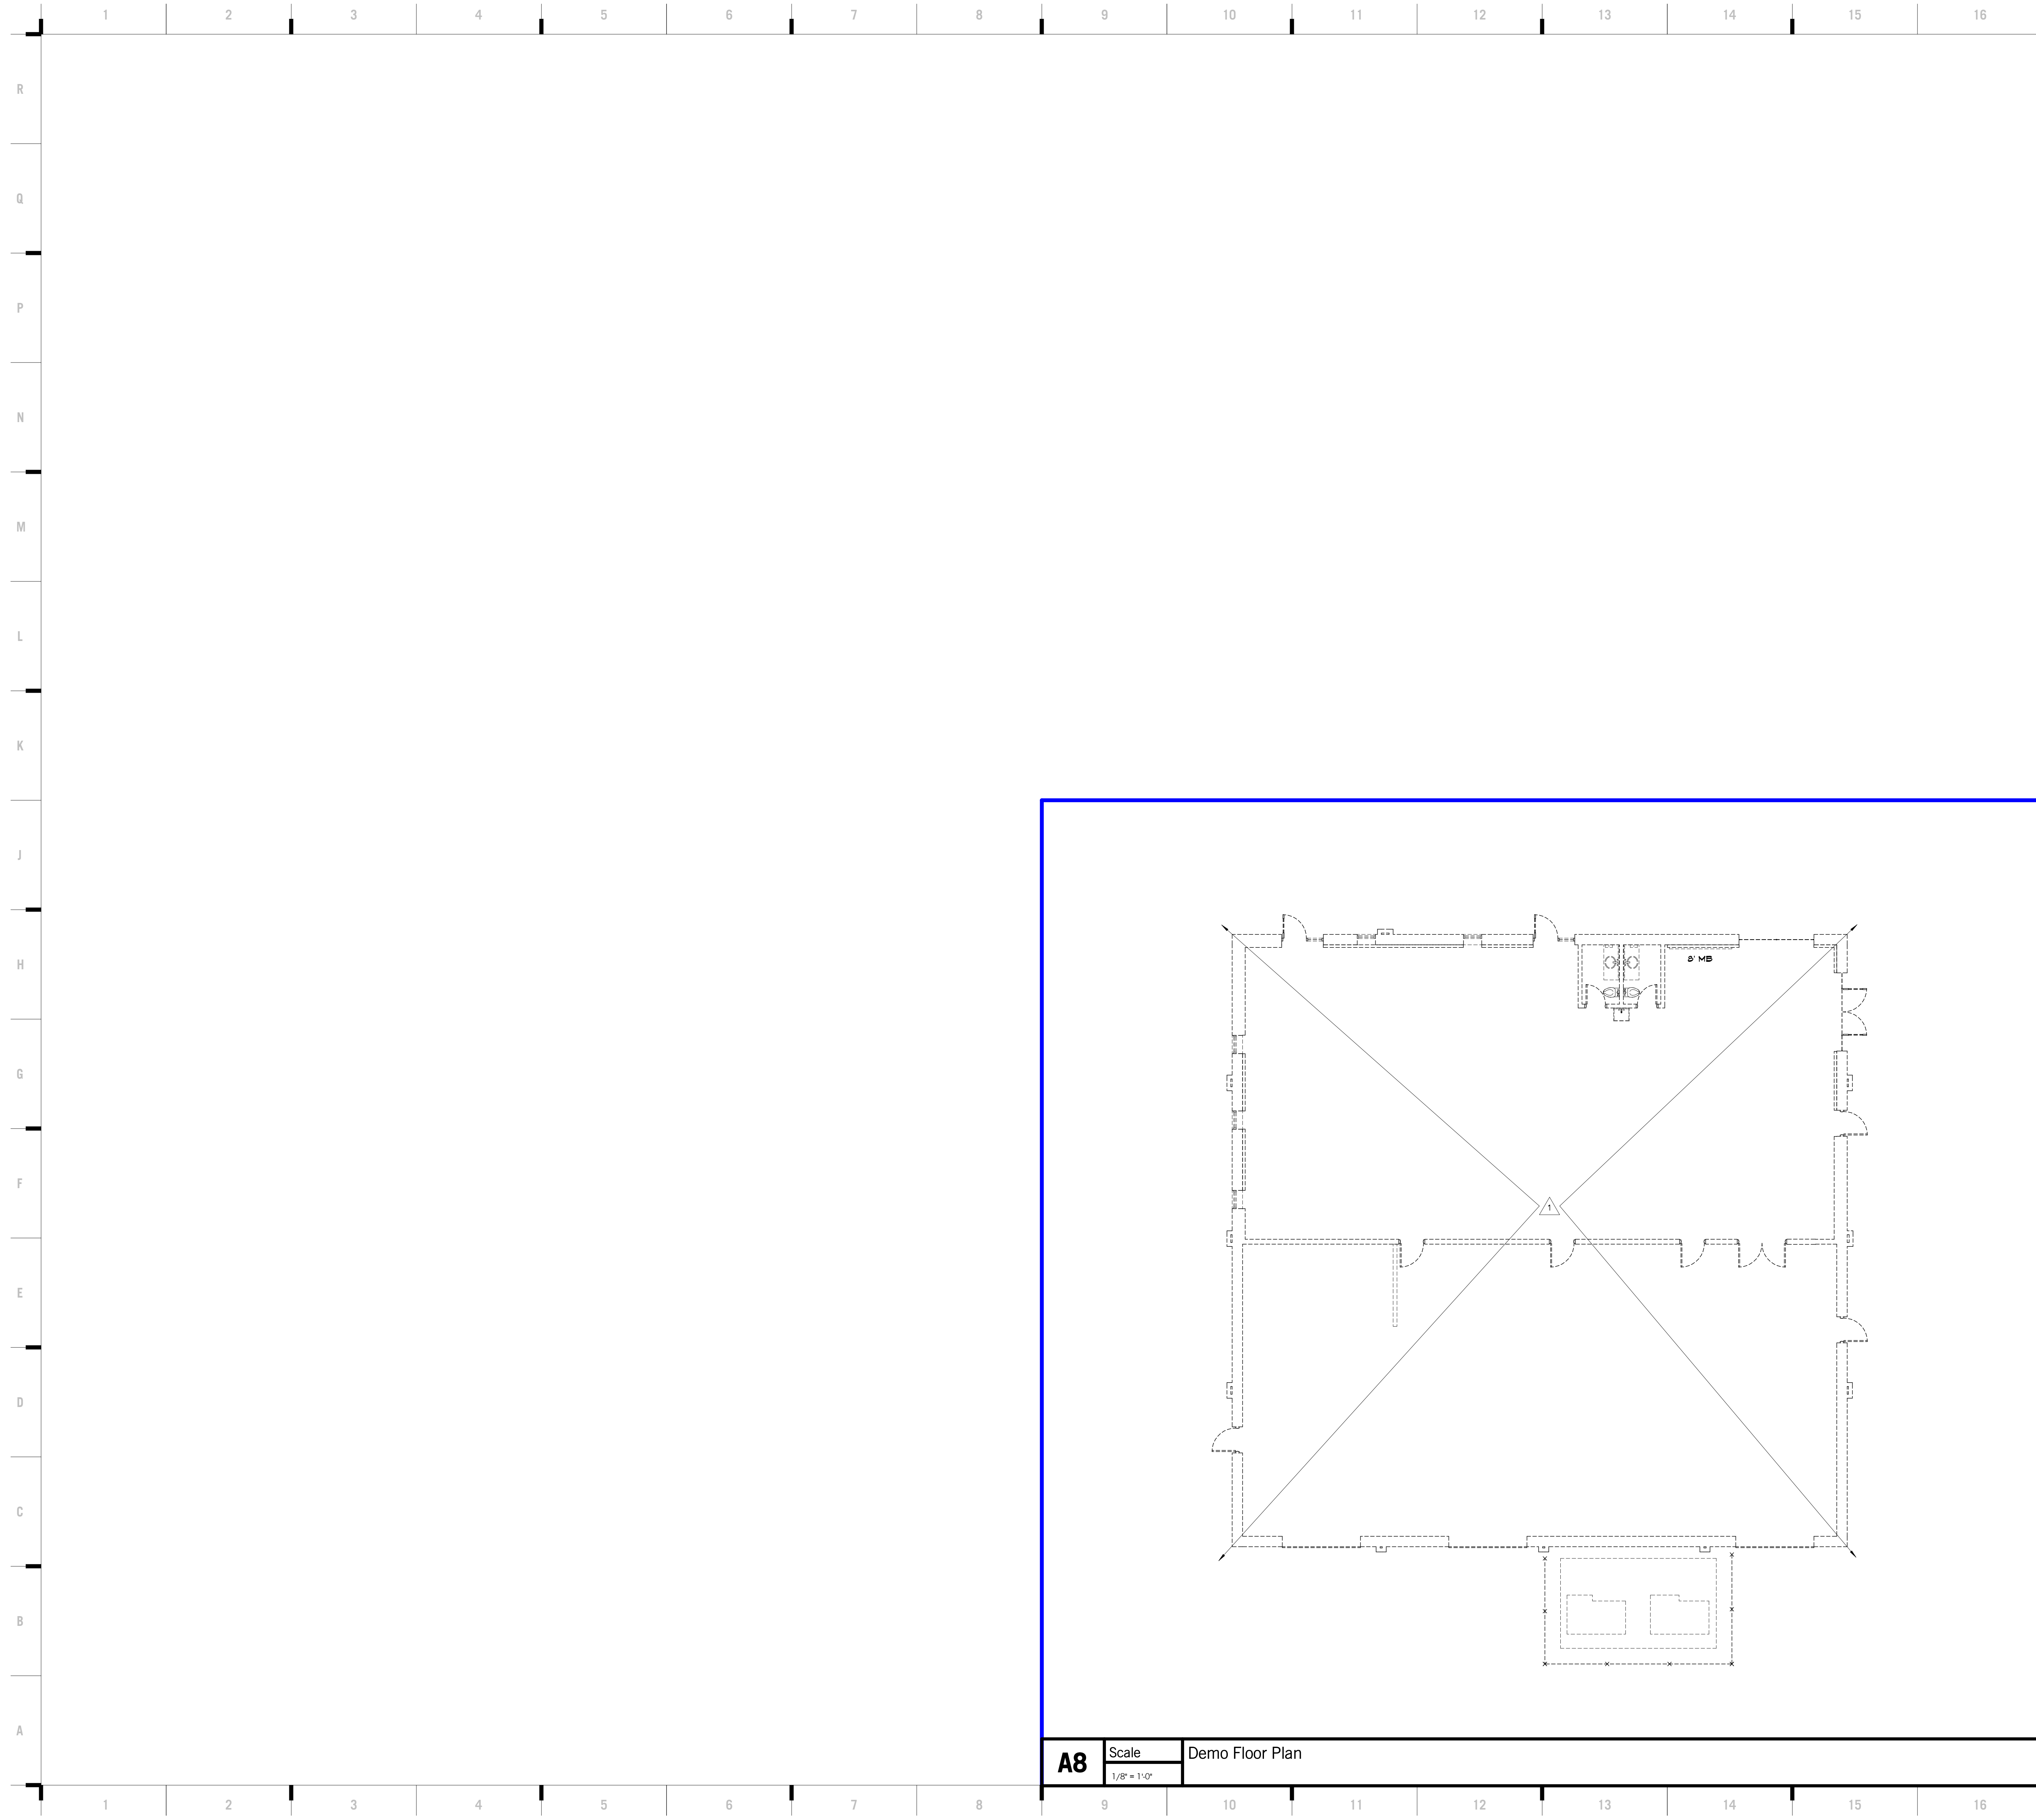 1 2 3 4 5 6 7 8 9 10 11 12 13 14 15 16
R
Q
P
N
M
L
K
J
H
8' MB
G
F
1
E
D
C
B
A
A8 Scale Demo Floor Plan
1/8" = 1'-0"
1 2 3 4 5 6 7 8 9 10 11 12 13 14 15 16